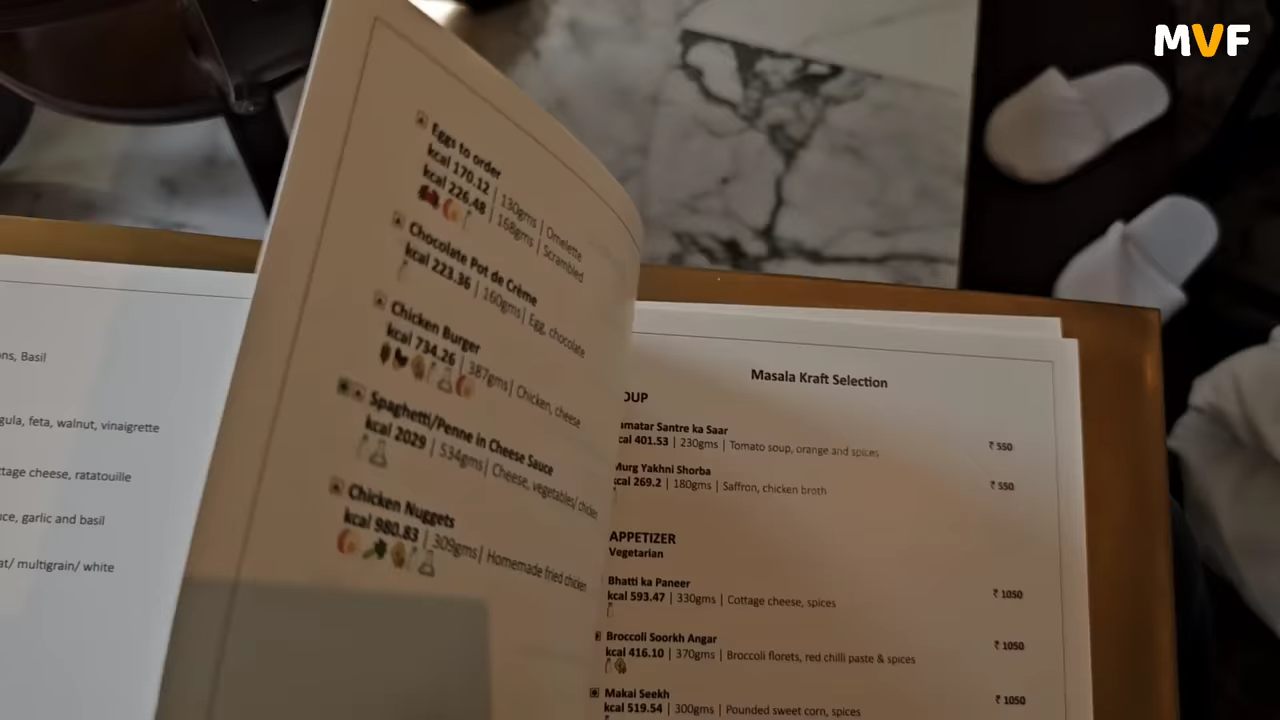 MVF
ons, Basil
gula, feta, walnut, vinaigrette
ttage cheese, ratatouille
uce, garlic and basil
at/ multigrain/ white
Eggs to order
kcal 170.12 | 130gms | Omelette
kcal 226.48 | 168gms | Scrambled
Chocolate Pot de Crème
kcal 223.36 | 160gms| Egg, chocolate
Chicken Burger
kcal 734.26 | 387gms| Chicken, cheese
Spaghetti/Penne in Cheese Sauce
kcal 2029 | 534gms| Cheese, vegetables/ chicken
Chicken Nuggets
kcal 980.83 | 309gms| Homemade fried chicken
Masala Kraft Selection
OUP
amatar Santre ka Saar
cal 401.53 | 230gms | Tomato soup, orange and spices ₹ 550
Murg Yakhni Shorba
kcal 269.2 | 180gms | Saffron, chicken broth ₹ 550
APPETIZER
Vegetarian
Bhatti ka Paneer
kcal 593.47 | 330gms | Cottage cheese, spices ₹ 1050
Broccoli Soorkh Angar
kcal 416.10 | 370gms | Broccoli florets, red chilli paste & spices ₹ 1050
Makai Seekh
kcal 519.54 | 300gms | Pounded sweet corn, spices ₹ 1050